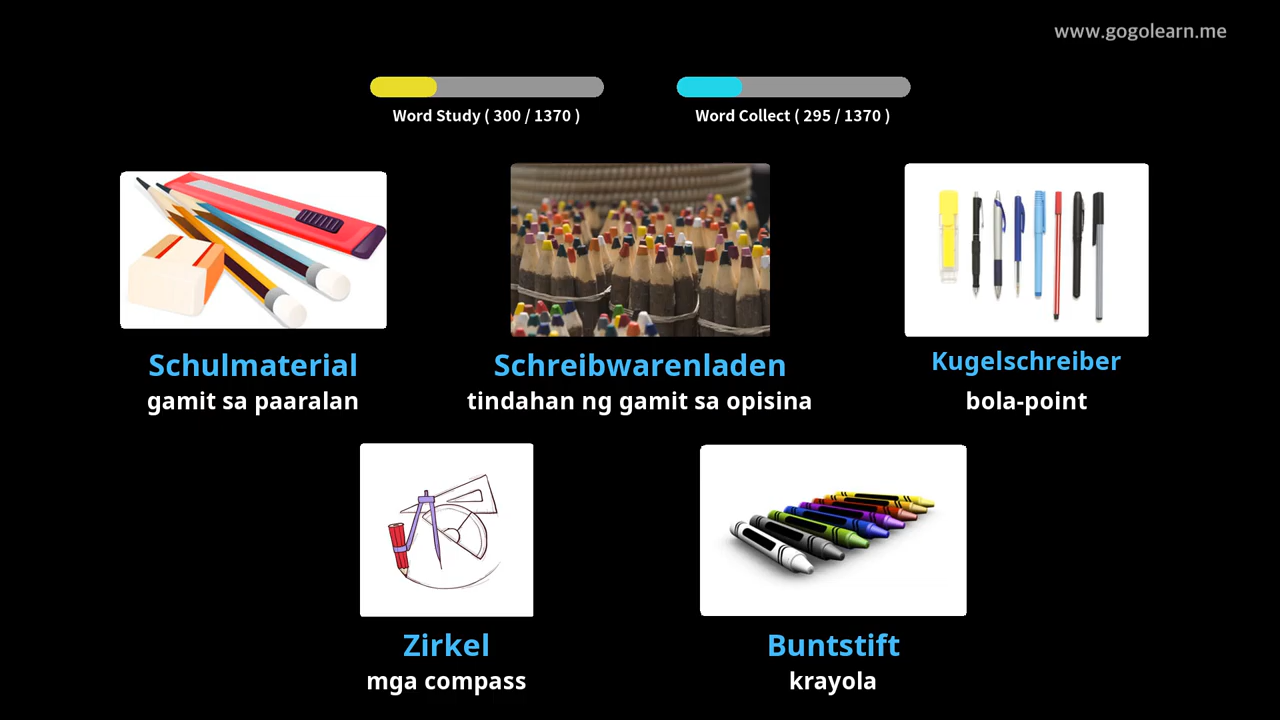 www.gogolearn.me
Word Study ( 300 / 1370 )
Word Collect ( 295 / 1370 )
Schulmaterial
gamit sa paaralan
Schreibwarenladen
tindahan ng gamit sa opisina
Kugelschreiber
bola-point
Zirkel
mga compass
Buntstift
krayola